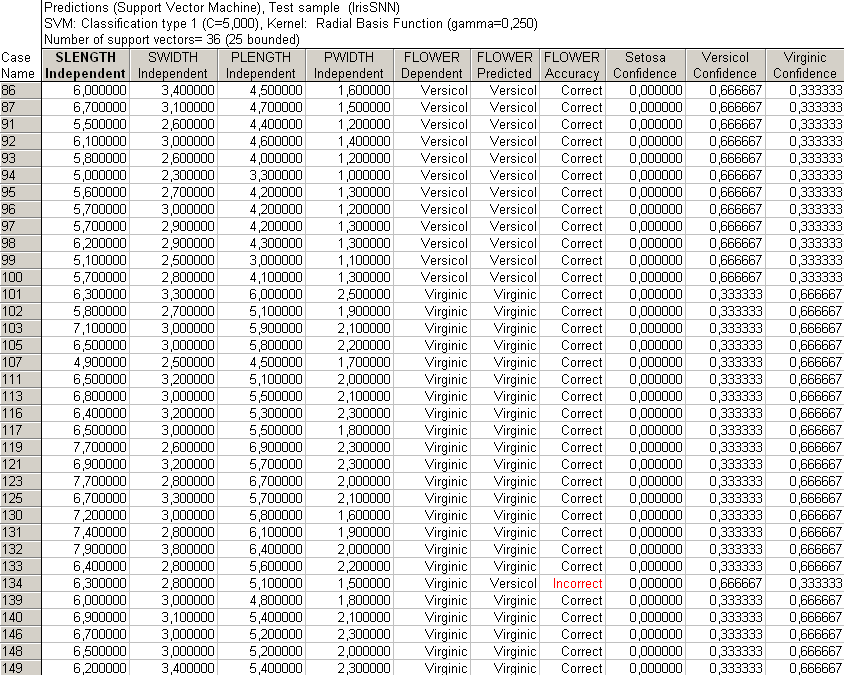 Predictions (Support Vector Machine), Test sample (IrisSNN)
SVM: Classification type 1 (C=5,000), Kernel: Radial Basis Function (gamma=0,250)
Number of support vectors= 36 (25 bounded)
Case SLENGTH SWIDTH PLENGTH PWIDTH FLOWER FLOWER FLOWER Setosa Versicol Virginic
Name Independent Independent Independent Independent Dependent Predicted Accuracy Confidence Confidence Confidence
86 6,000000 3,400000 4,500000 1,600000 Versicol Versicol Correct 0,000000 0,666667 0,333333
87 6,700000 3,100000 4,700000 1,500000 Versicol Versicol Correct 0,000000 0,666667 0,333333
91 5,500000 2,600000 4,400000 1,200000 Versicol Versicol Correct 0,000000 0,666667 0,333333
92 6,100000 3,000000 4,600000 1,400000 Versicol Versicol Correct 0,000000 0,666667 0,333333
93 5,800000 2,600000 4,000000 1,200000 Versicol Versicol Correct 0,000000 0,666667 0,333333
94 5,000000 2,300000 3,300000 1,000000 Versicol Versicol Correct 0,000000 0,666667 0,333333
95 5,600000 2,700000 4,200000 1,300000 Versicol Versicol Correct 0,000000 0,666667 0,333333
96 5,700000 3,000000 4,200000 1,200000 Versicol Versicol Correct 0,000000 0,666667 0,333333
97 5,700000 2,900000 4,200000 1,300000 Versicol Versicol Correct 0,000000 0,666667 0,333333
98 6,200000 2,900000 4,300000 1,300000 Versicol Versicol Correct 0,000000 0,666667 0,333333
99 5,100000 2,500000 3,000000 1,100000 Versicol Versicol Correct 0,000000 0,666667 0,333333
100 5,700000 2,800000 4,100000 1,300000 Versicol Versicol Correct 0,000000 0,666667 0,333333
101 6,300000 3,300000 6,000000 2,500000 Virginic Virginic Correct 0,000000 0,333333 0,666667
102 5,800000 2,700000 5,100000 1,900000 Virginic Virginic Correct 0,000000 0,333333 0,666667
103 7,100000 3,000000 5,900000 2,100000 Virginic Virginic Correct 0,000000 0,333333 0,666667
105 6,500000 3,000000 5,800000 2,200000 Virginic Virginic Correct 0,000000 0,333333 0,666667
107 4,900000 2,500000 4,500000 1,700000 Virginic Virginic Correct 0,000000 0,333333 0,666667
111 6,500000 3,200000 5,100000 2,000000 Virginic Virginic Correct 0,000000 0,333333 0,666667
113 6,800000 3,000000 5,500000 2,100000 Virginic Virginic Correct 0,000000 0,333333 0,666667
116 6,400000 3,200000 5,300000 2,300000 Virginic Virginic Correct 0,000000 0,333333 0,666667
117 6,500000 3,000000 5,500000 1,800000 Virginic Virginic Correct 0,000000 0,333333 0,666667
119 7,700000 2,600000 6,900000 2,300000 Virginic Virginic Correct 0,000000 0,333333 0,666667
121 6,900000 3,200000 5,700000 2,300000 Virginic Virginic Correct 0,000000 0,333333 0,666667
123 7,700000 2,800000 6,700000 2,000000 Virginic Virginic Correct 0,000000 0,333333 0,666667
125 6,700000 3,300000 5,700000 2,100000 Virginic Virginic Correct 0,000000 0,333333 0,666667
130 7,200000 3,000000 5,800000 1,600000 Virginic Virginic Correct 0,000000 0,333333 0,666667
131 7,400000 2,800000 6,100000 1,900000 Virginic Virginic Correct 0,000000 0,333333 0,666667
132 7,900000 3,800000 6,400000 2,000000 Virginic Virginic Correct 0,000000 0,333333 0,666667
133 6,400000 2,800000 5,600000 2,200000 Virginic Virginic Correct 0,000000 0,333333 0,666667
134 6,300000 2,800000 5,100000 1,500000 Virginic Versicol Incorrect 0,000000 0,666667 0,333333
139 6,000000 3,000000 4,800000 1,800000 Virginic Virginic Correct 0,000000 0,333333 0,666667
140 6,900000 3,100000 5,400000 2,100000 Virginic Virginic Correct 0,000000 0,333333 0,666667
146 6,700000 3,000000 5,200000 2,300000 Virginic Virginic Correct 0,000000 0,333333 0,666667
148 6,500000 3,000000 5,200000 2,000000 Virginic Virginic Correct 0,000000 0,333333 0,666667
149 6,200000 3,400000 5,400000 2,300000 Virginic Virginic Correct 0,000000 0,333333 0,666667